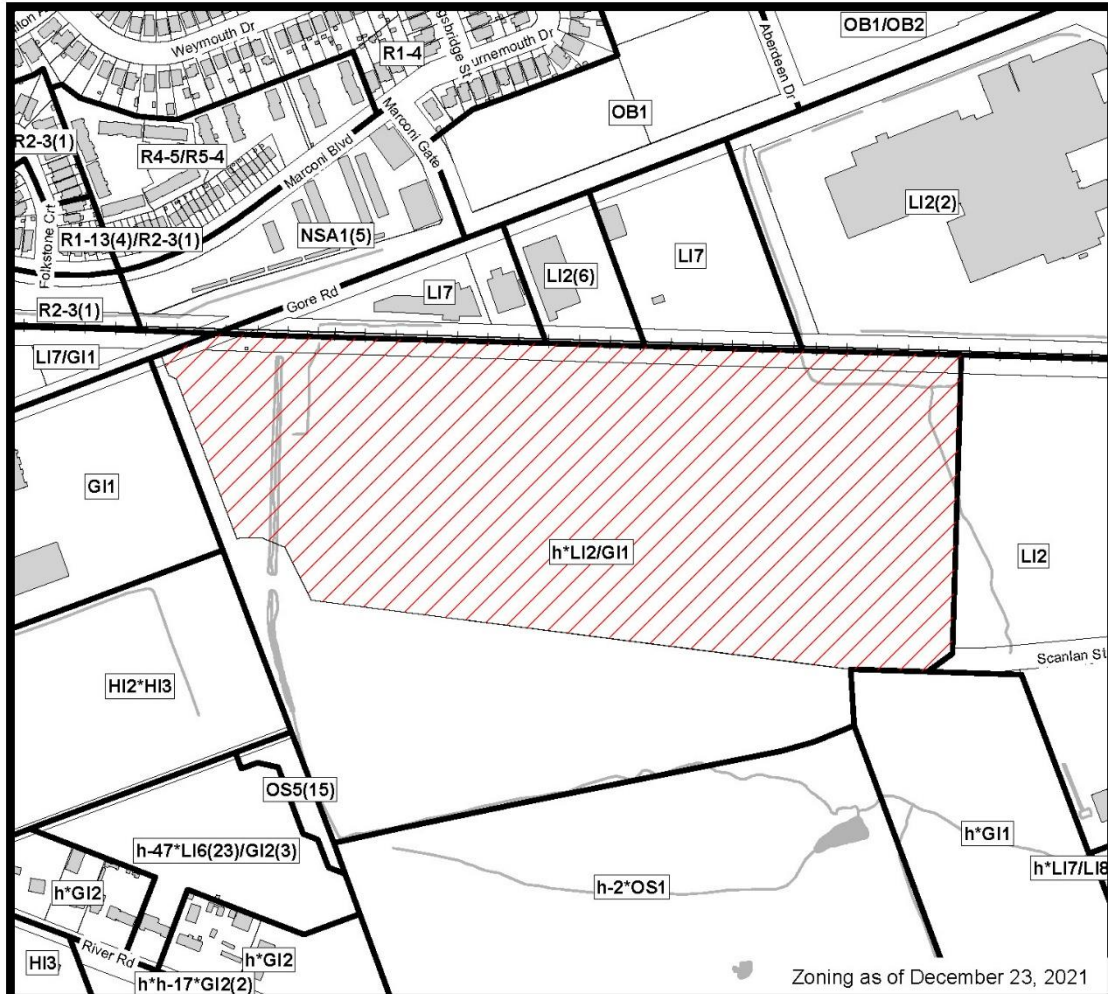 Weymouth Dr
R1-4
ngsbridge St
urnemouth Dr
OB1/OB2
Aberdeen Dr
OB1
R2-3(1)
R4-5/R5-4
Marconi Blvd
Marconi Gate
Folkstone Crt
R1-13(4)/R2-3(1)
NSA1(5)
LI2(2)
LI7
LI2(6)
Gore Rd
LI7
R2-3(1)
LI7/GI1
GI1
h*LI2/GI1
LI2
Scanlan St
HI2*HI3
OS5(15)
h-47*LI6(23)/GI2(3)
h*GI1
h*LI7/LI8
h*GI2
h-2*OS1
River Rd
h*GI2
HI3
h*h-17*GI2(2)
Zoning as of December 23, 2021